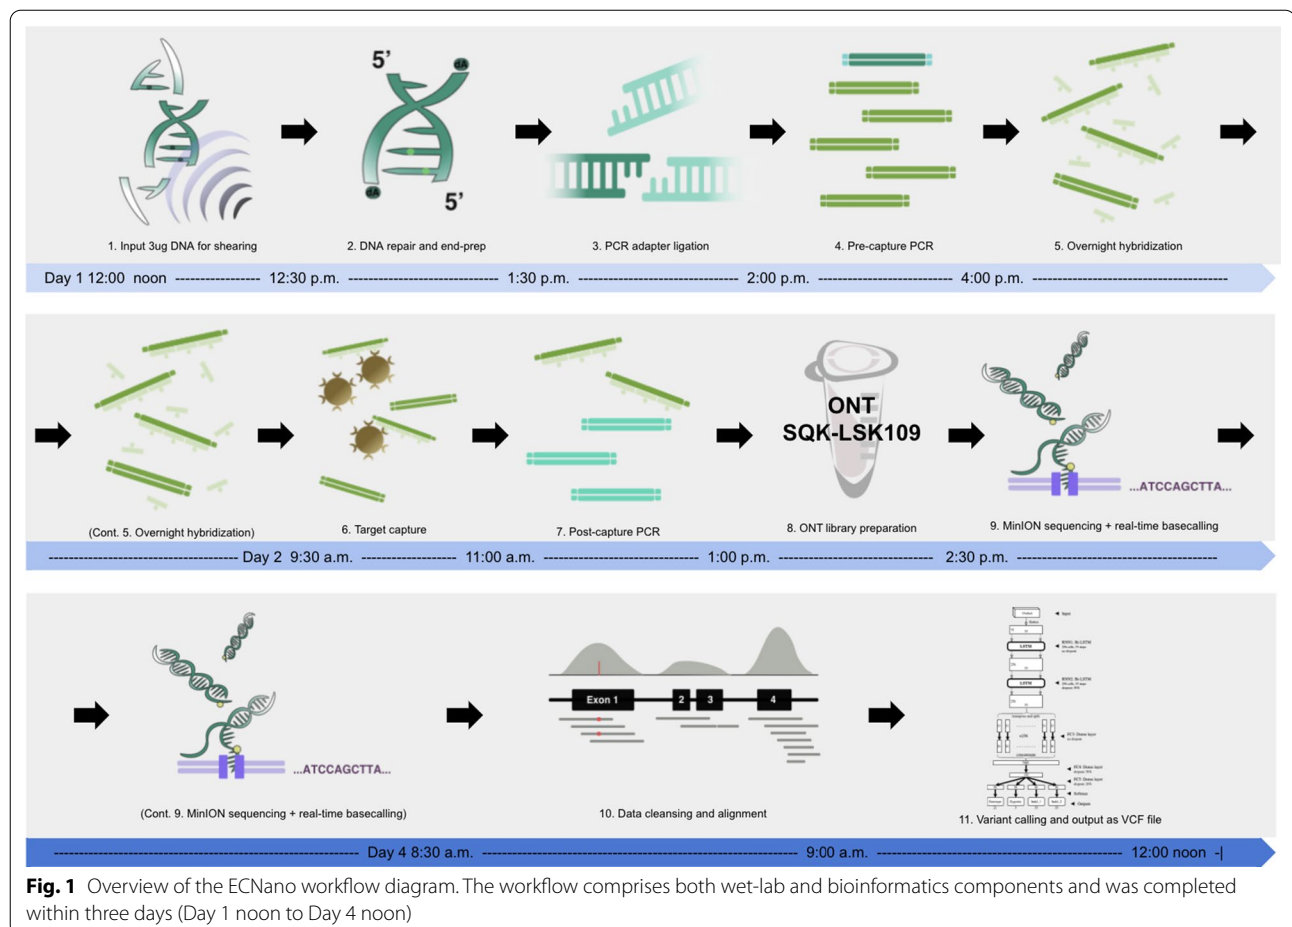 5’
dA
dA
5’
1. Input 3ug DNA for shearing
2. DNA repair and end-prep
3. PCR adapter ligation
4. Pre-capture PCR
5. Overnight hybridization
Day 1 12:00 noon ----------------- 12:30 p.m. ------------------------------ 1:30 p.m. -------------------------------- 2:00 p.m. --------------------------- 4:00 p.m. ---------------------------------------
ONT
SQK-LSK109
...ATCCAGCTTA...
(Cont. 5. Overnight hybridization)
6. Target capture
7. Post-capture PCR
8. ONT library preparation
9. MinION sequencing + real-time basecalling
-------------------------------------- Day 2 9:30 a.m. ------------------- 11:00 a.m. ------------------------------- 1:00 p.m. ------------------------------- 2:30 p.m. ----------------------------------------
...ATCCAGCTTA...
Exon 1
2
3
4
Input
LSTM
LSTM
Softmax
Outputs
(Cont. 9. MinION sequencing + real-time basecalling)
10. Data cleansing and alignment
11. Variant calling and output as VCF file
------------------------------------------------------------- Day 4 8:30 a.m. --------------------------------------------------------------- 9:00 a.m. ------------------------------------------------- 12:00 noon -|
Fig. 1 Overview of the ECNano workflow diagram. The workflow comprises both wet-lab and bioinformatics components and was completed
within three days (Day 1 noon to Day 4 noon)